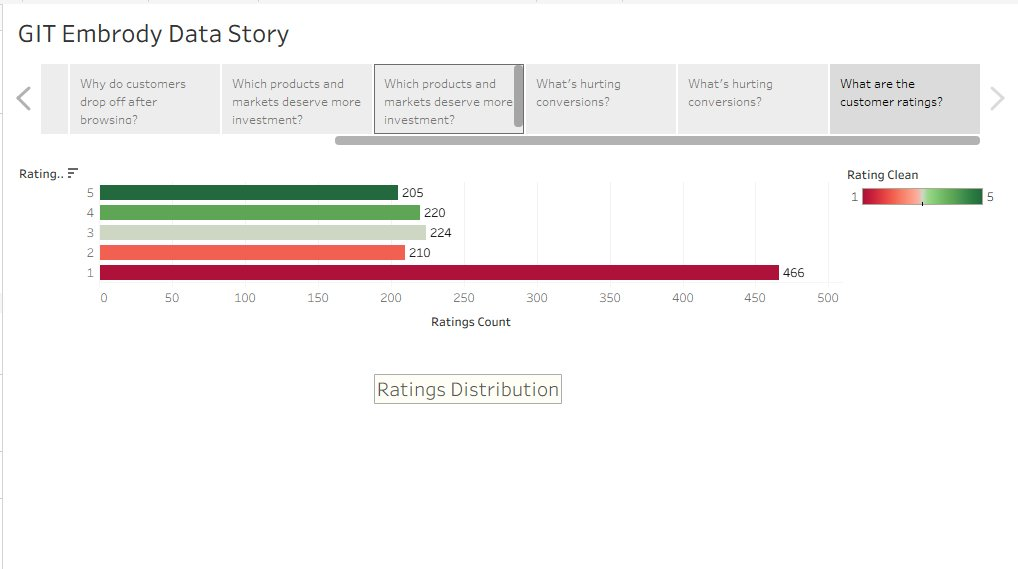 GIT Embrody Data Story
Why do customers
drop off after
browsing?
Which products and
markets deserve more
investment?
Which products and
markets deserve more
investment?
What's hurting
conversions?
What's hurting
conversions?
What are the
customer ratings?
Rating..
5
205
4
220
3
224
2
210
1
466
0 50 100 150 200 250 300 350 400 450 500
Ratings Count
Rating Clean
1 5
Ratings Distribution